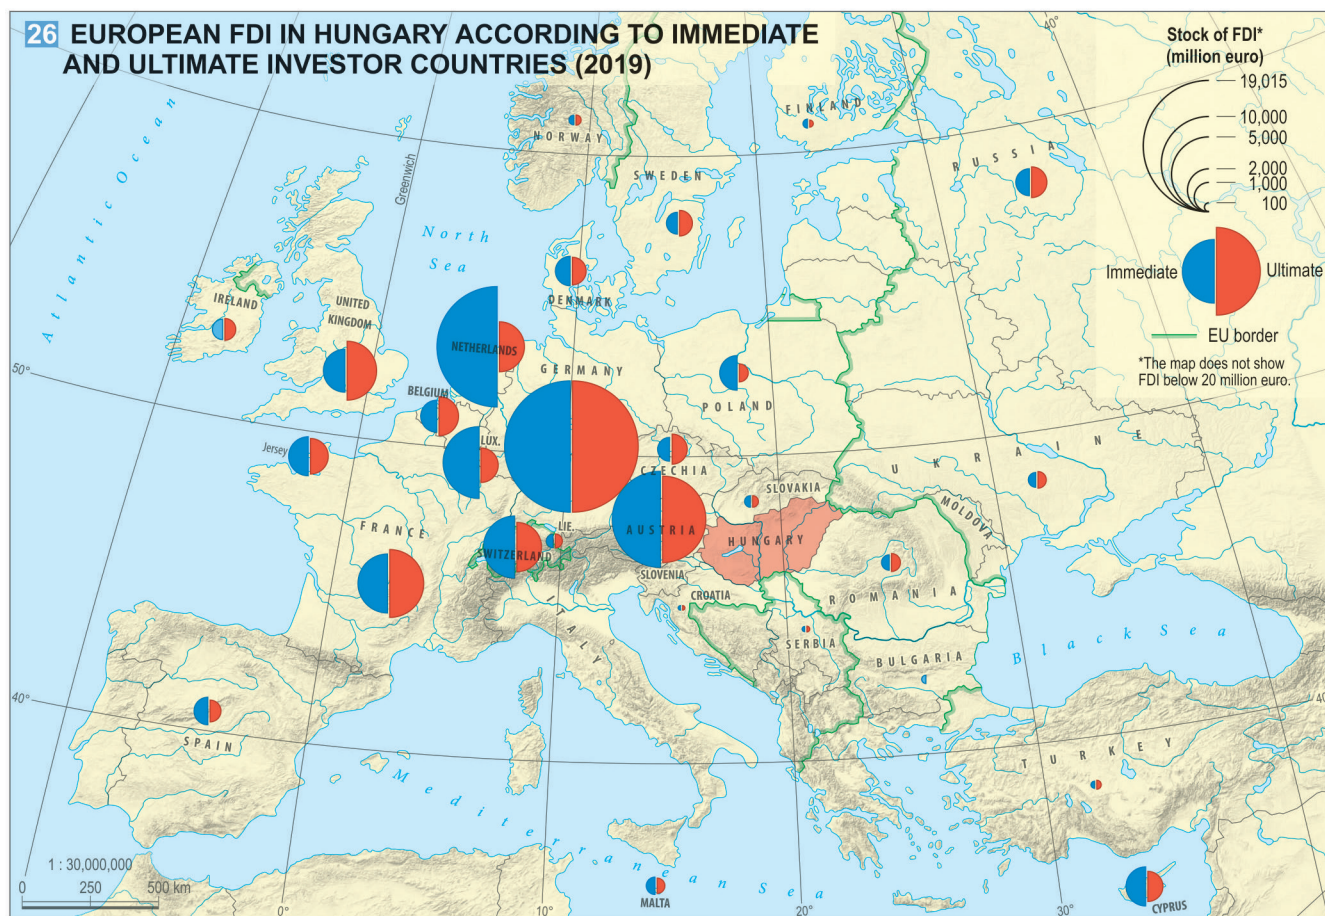 26 EUROPEAN FDI IN HUNGARY ACCORDING TO IMMEDIATE
AND ULTIMATE INVESTOR COUNTRIES (2019)
Stock of FDI*
(million euro)
19,015
10,000
5,000
2,000
1,000
100
Immediate
Ultimate
EU border
*The map does not show
FDI below 20 million euro.
40°
Atlantic Ocean
Greenwich
North
Sea
NORWAY
SWEDEN
FINLAND
RUSSIA
IRELAND
UNITED
KINGDOM
DENMARK
NETHERLANDS
GERMANY
BELGIUM
POLAND
50°
Jersey
LUX.
CZECHIA
UKRAINE
SLOVAKIA
MOLDOVA
FRANCE
LIE.
AUSTRIA
HUNGARY
SWITZERLAND
SLOVENIA
CROATIA
ROMANIA
ITALY
SERBIA
BULGARIA
Black Sea
40°
40
SPAIN
TURKEY
Mediterranean Sea
1 : 30,000,000
0 250 500 km
MALTA
CYPRUS
0°
10°
20°
30°